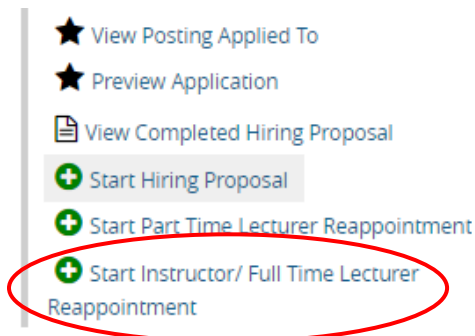 View Posting Applied To
Preview Application
View Completed Hiring Proposal
Start Hiring Proposal
Start Part Time Lecturer Reappointment
Start Instructor/ Full Time Lecturer
Reappointment